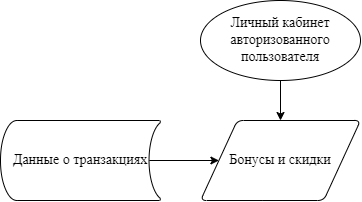 Личный кабинет
авторизованного
пользователя
Данные о транзакциях
Бонусы и скидки